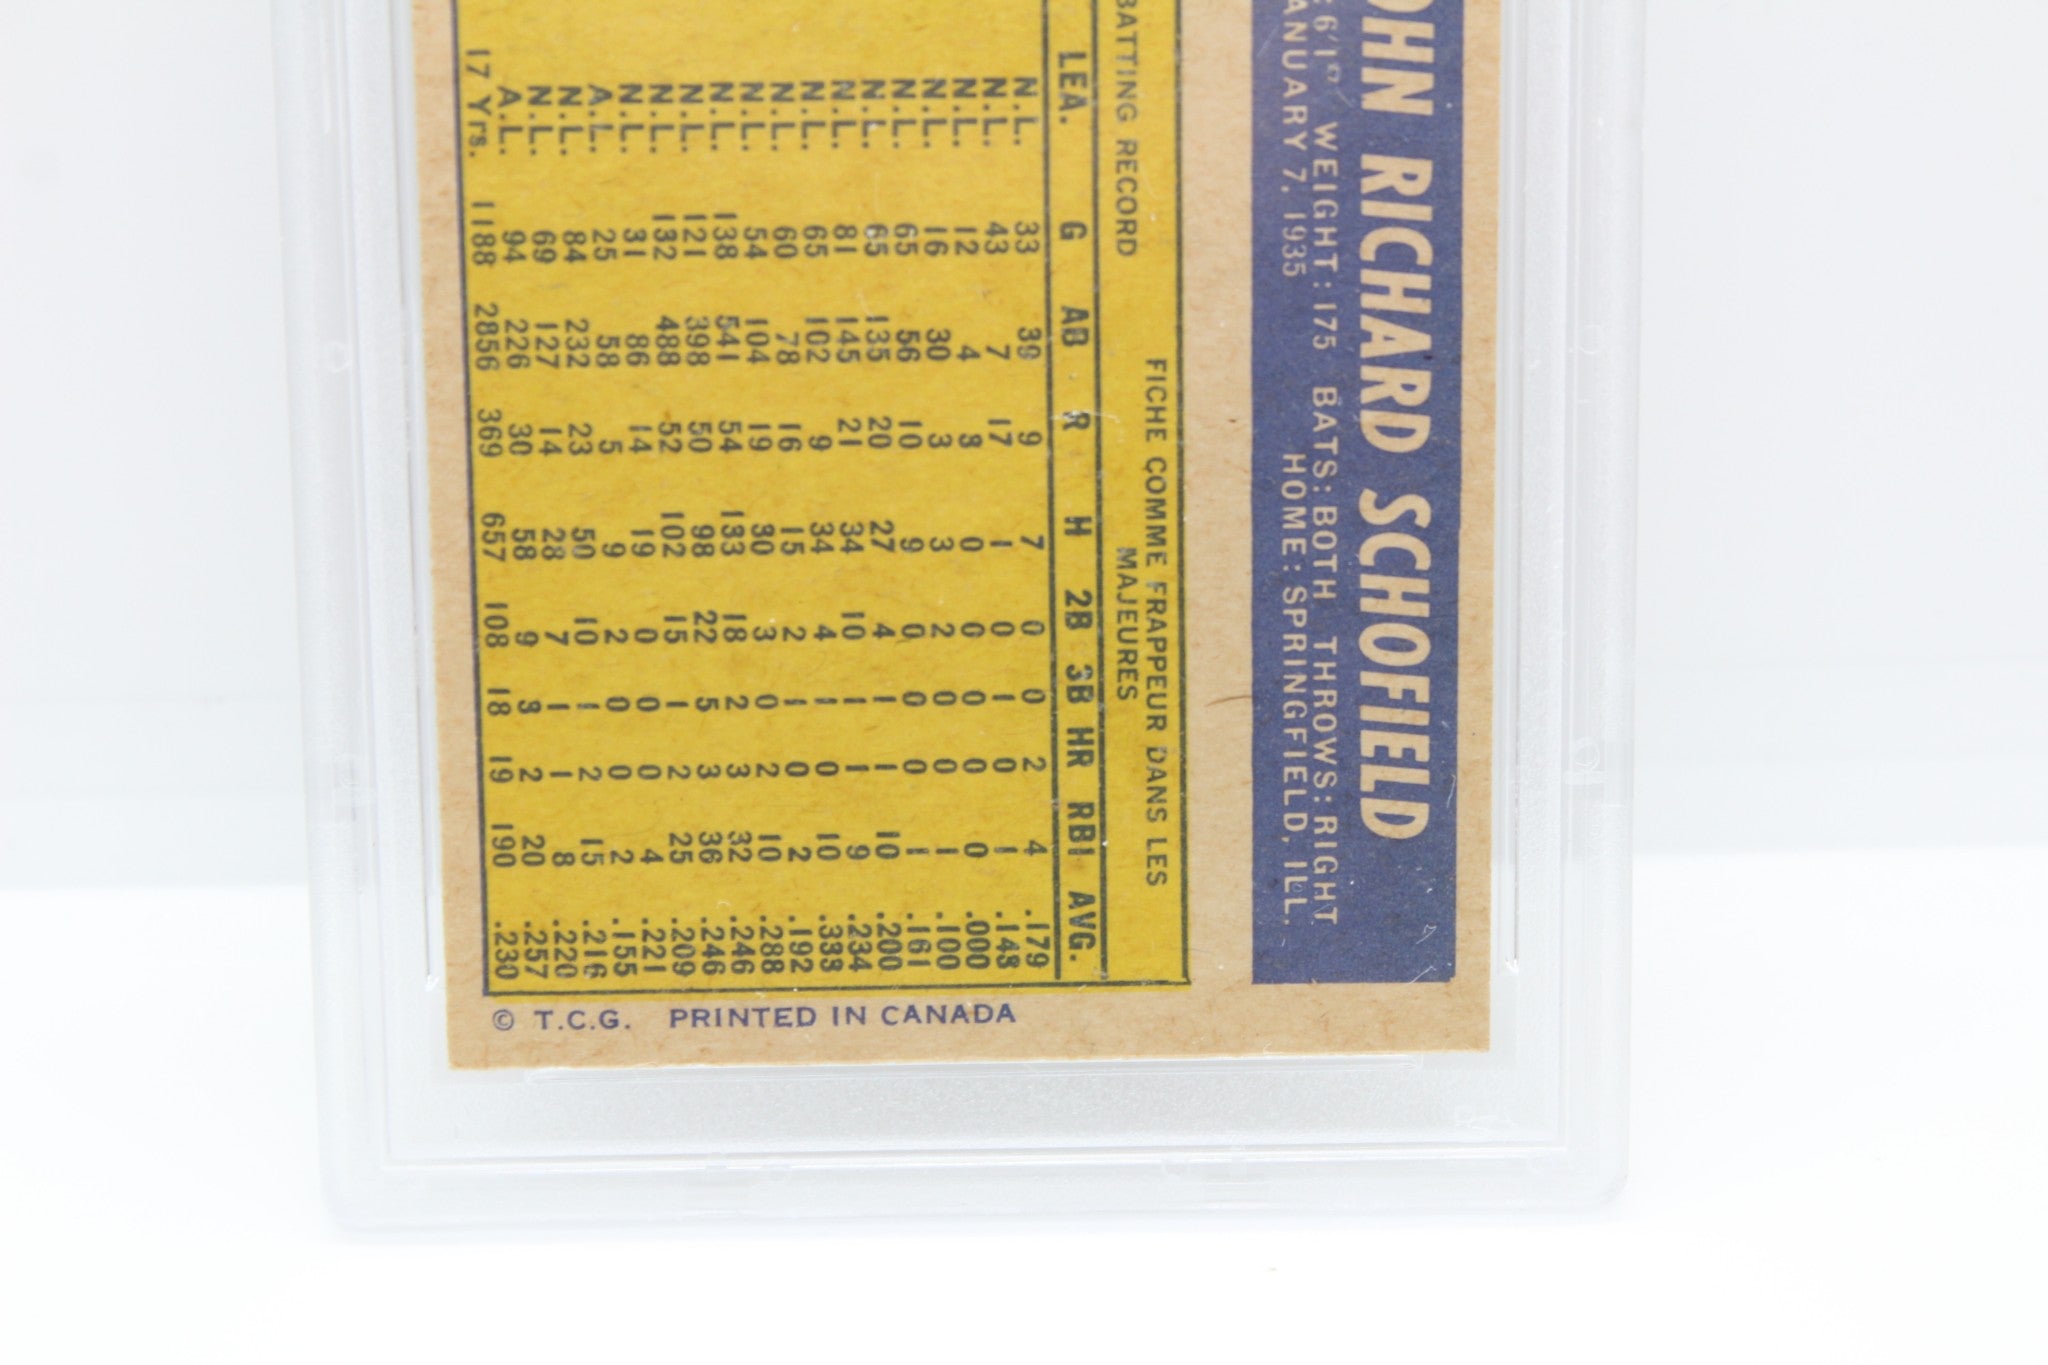 OHN RICHARD SCHOFIELD
: 6'1" WEIGHT: 175 BATS: BOTH THROWS: RIGHT
ANUARY 7, 1935 HOME: SPRINGFIELD, ILL.
BATTING RECORD
FICHE COMME FRAPPEUR DANS LES
MAJEURES
LEA. G AB R H 2B 3B HR RBI AVG.
N.L. 33 39 9 7 0 0 2 4 .179
N.L. 43 7 17 1 0 1 0 1 .143
N.L. 12 4 8 0 0 0 0 0 .000
N.L. 16 30 3 3 2 0 0 1 .100
N.L. 65 56 10 9 0 0 0 1 .161
N.L. 65 135 20 27 4 1 1 10 .200
N.L. 81 145 21 34 10 1 1 9 .234
N.L. 65 102 9 34 4 1 0 10 .333
N.L. 60 78 16 15 2 1 0 2 .192
N.L. 54 104 19 30 3 0 2 10 .288
N.L. 138 541 54 133 18 2 3 32 .246
N.L. 121 398 50 98 22 5 3 36 .246
N.L. 132 488 52 102 15 1 2 25 .209
N.L. 31 86 14 19 0 0 0 4 .221
A.L. 25 58 5 9 2 0 0 2 .155
N.L. 84 232 23 50 10 1 2 15 .216
N.L. 69 127 14 28 7 1 1 8 .220
A.L. 94 226 30 58 9 3 2 20 .257
17 Yrs. 1188 2856 369 657 108 18 19 190 .230
© T.C.G. PRINTED IN CANADA